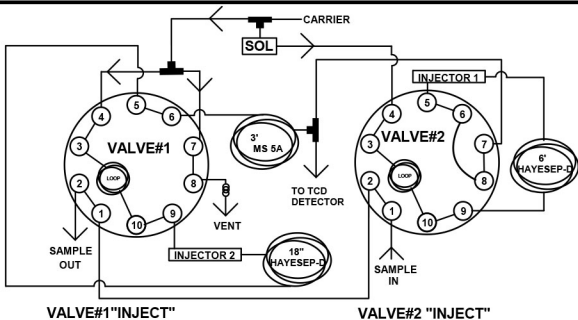 CARRIER
SOL
INJECTOR 1
4
5
6
3
VALVE#1
7
LOOP
2
8
1
10
9
3'
MS 5A
4
5
6
3
VALVE#2
7
LOOP
2
8
1
10
9
6'
HAYESEP-D
TO TCD
DETECTOR
VENT
SAMPLE
OUT
INJECTOR 2
18"
HAYESEP-D
SAMPLE
IN
VALVE#1"INJECT"
VALVE#2 "INJECT"